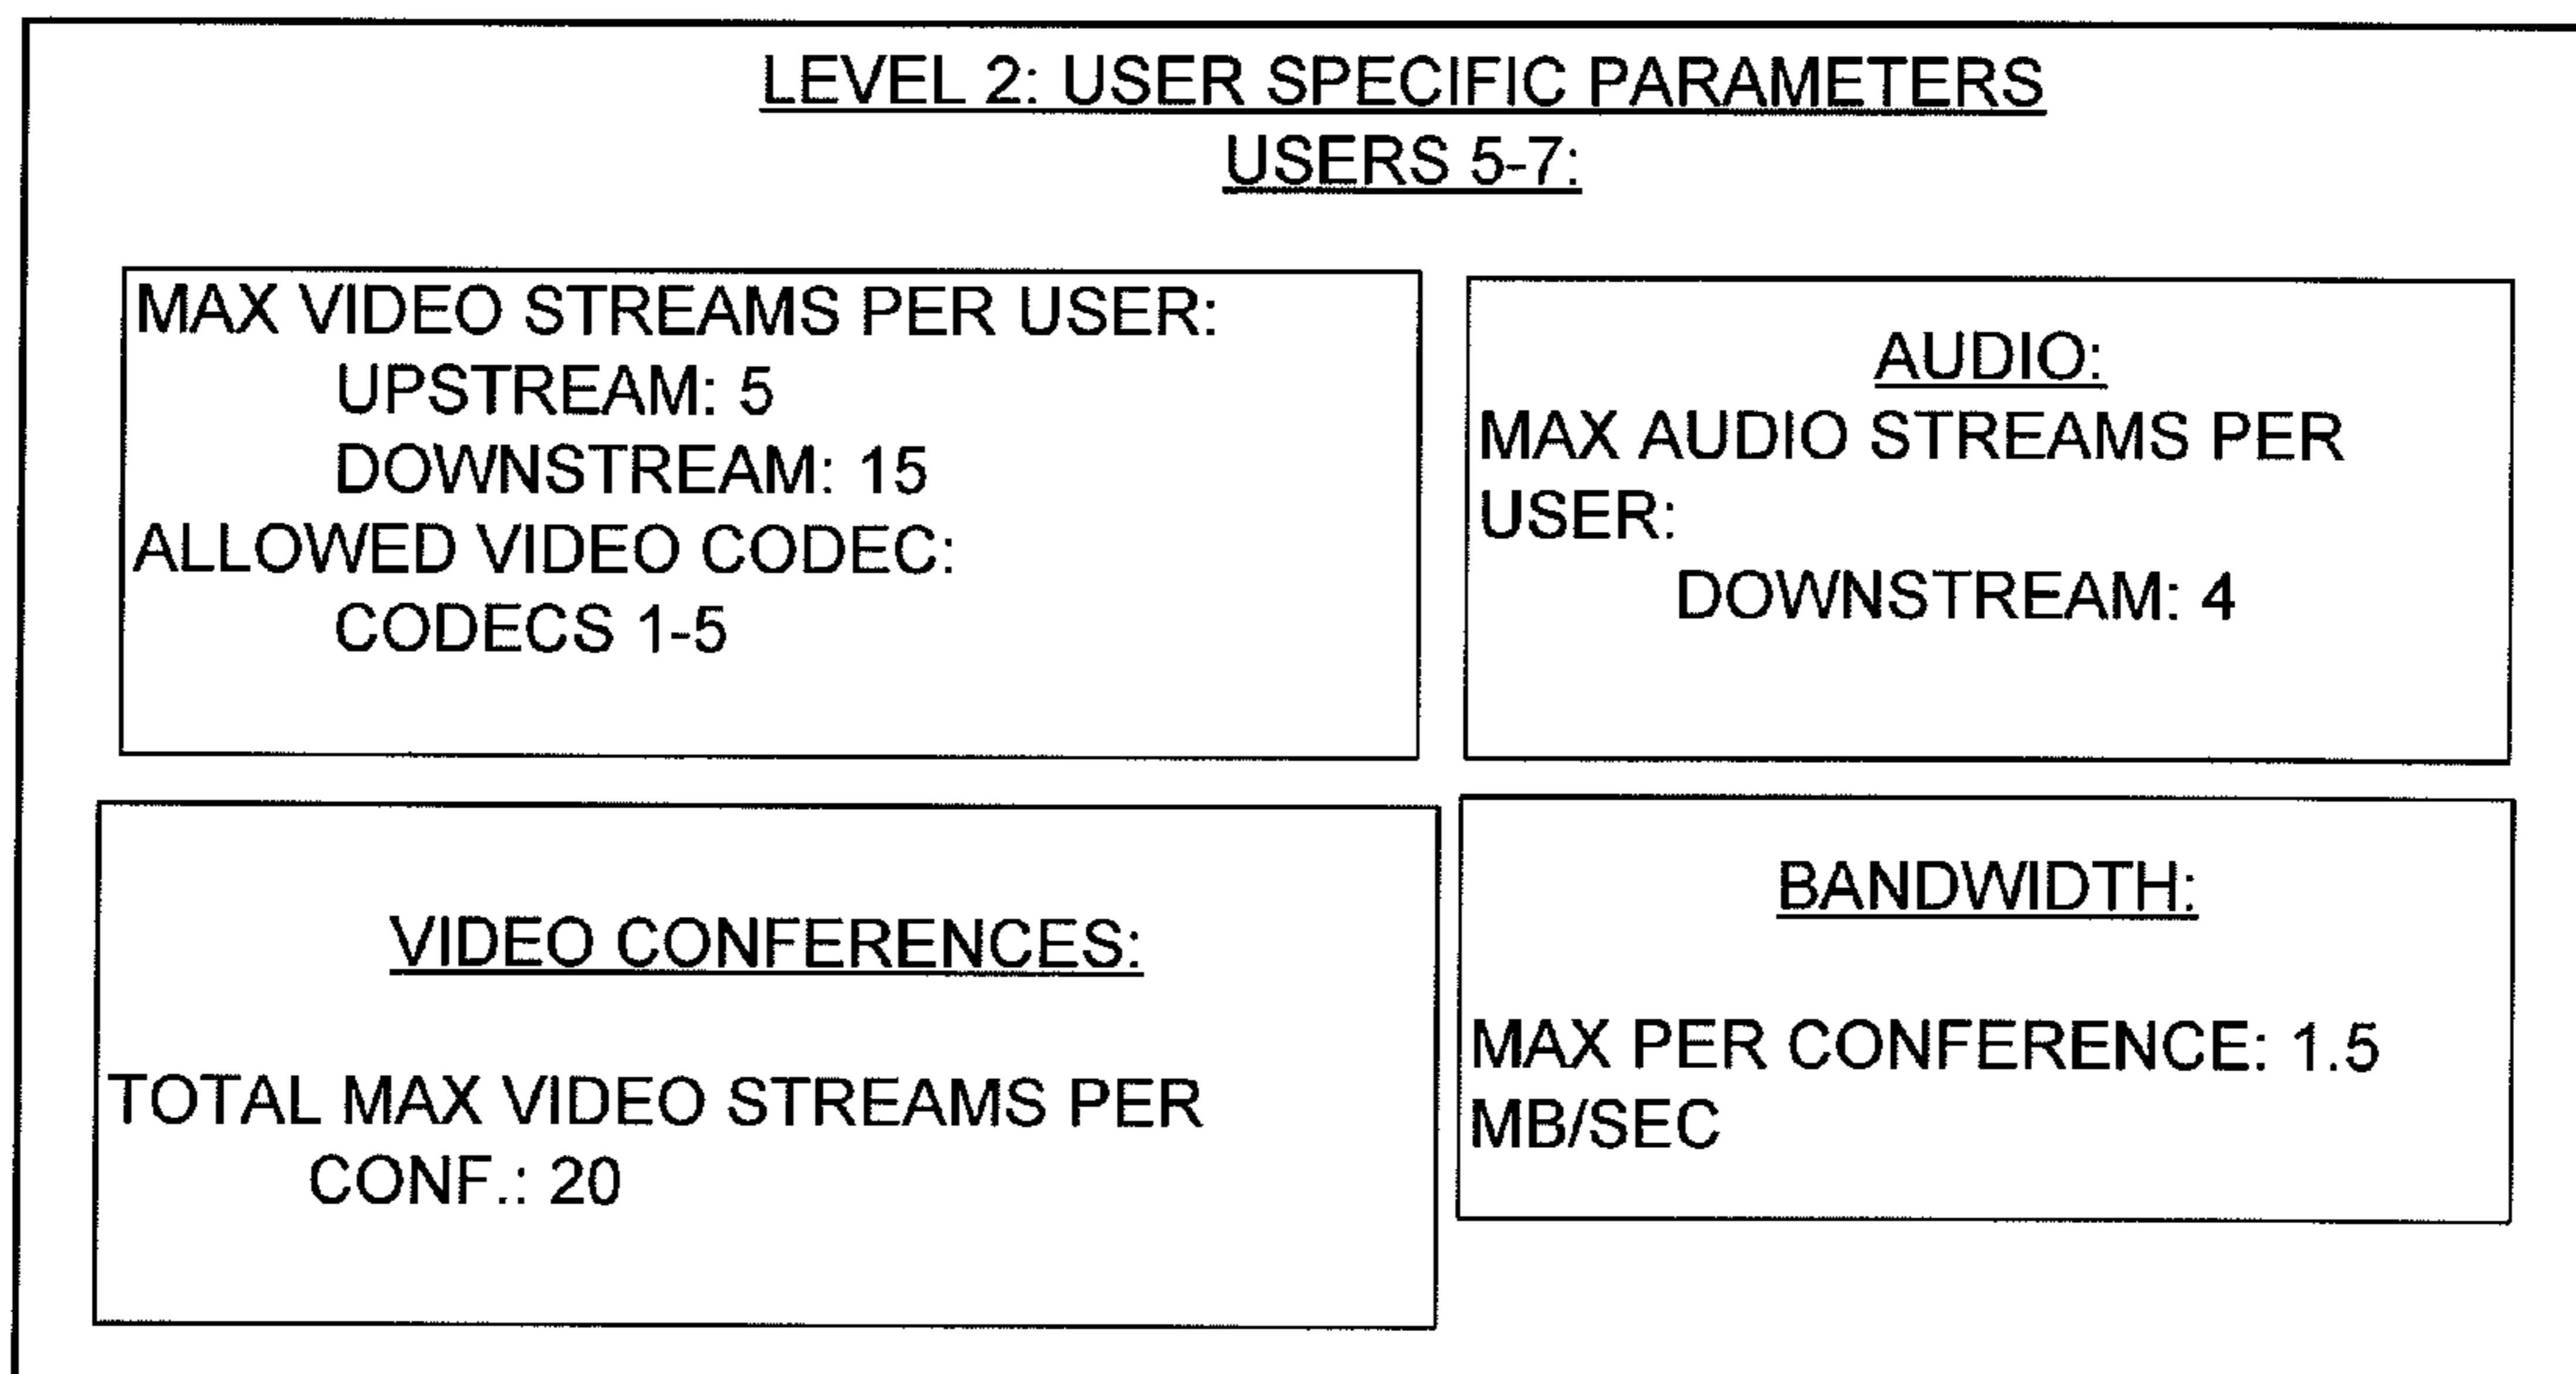 LEVEL 2: USER SPECIFIC PARAMETERS
USERS 5-7:
MAX VIDEO STREAMS PER USER:
UPSTREAM: 5
DOWNSTREAM: 15
ALLOWED VIDEO CODEC:
CODECS 1-5
AUDIO:
MAX AUDIO STREAMS PER
USER:
DOWNSTREAM: 4
VIDEO CONFERENCES:
TOTAL MAX VIDEO STREAMS PER
CONF.: 20
BANDWIDTH:
MAX PER CONFERENCE: 1.5
MB/SEC